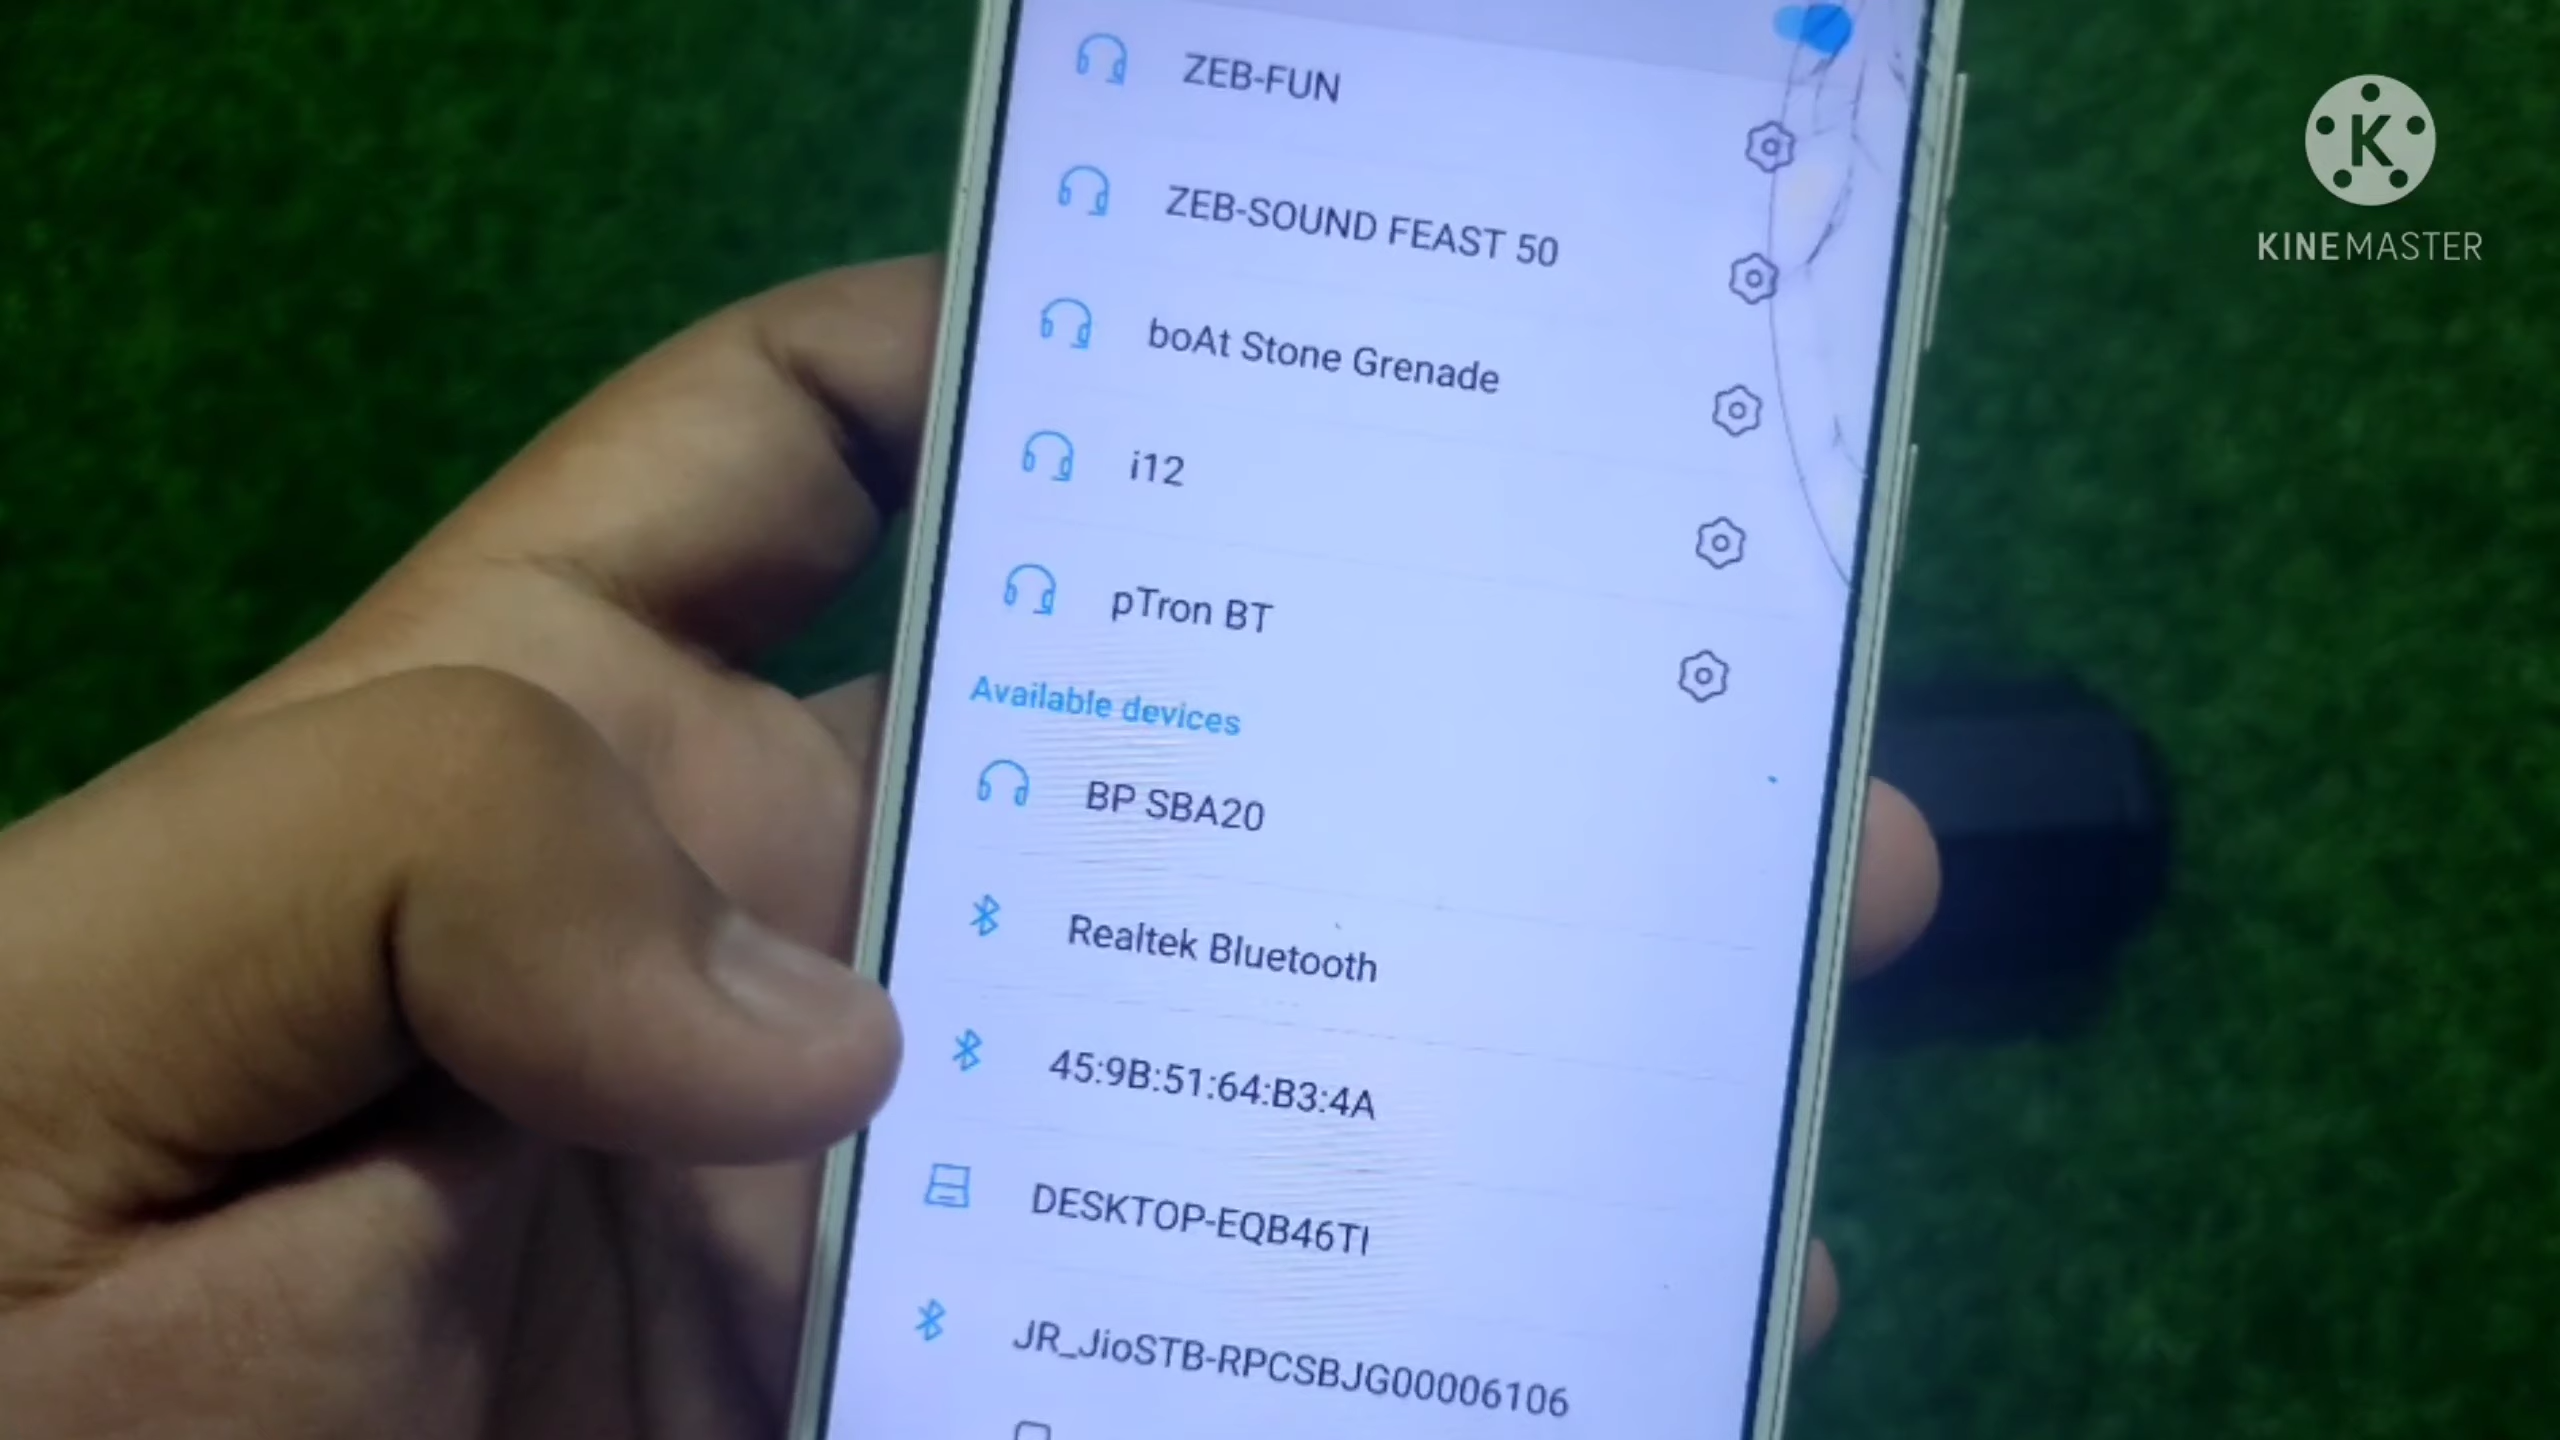 ZEB-FUN
ZEB-SOUND FEAST 50
boAt Stone Grenade
i12
pTron BT
Available devices
BP SBA20
Realtek Bluetooth
45:9B:51:64:B3:4A
DESKTOP-EQB46TI
JR_JioSTB-RPCSBJG00006106
K
KINEMASTER